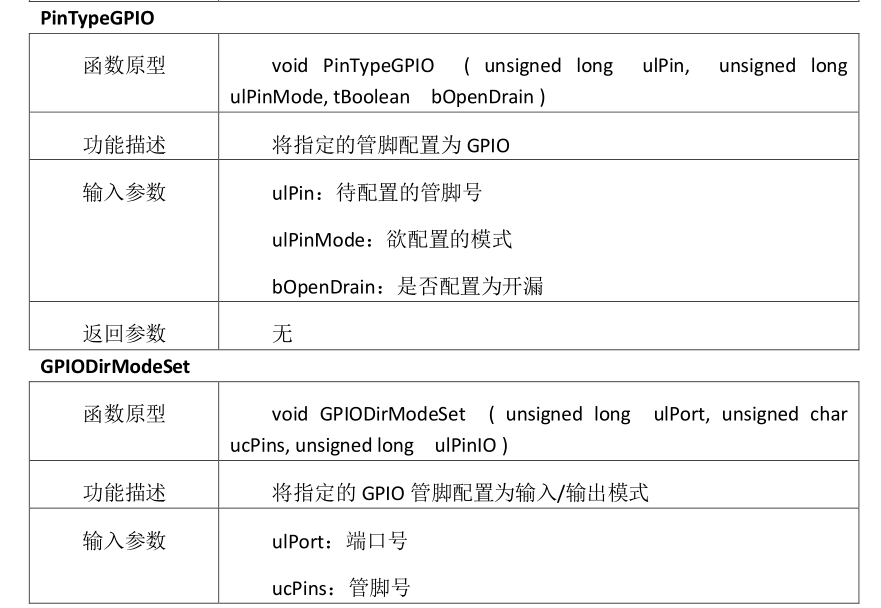 PinTypeGPIO
函数原型
void PinTypeGPIO ( unsigned long ulPin, unsigned long
ulPinMode, tBoolean bOpenDrain )
功能描述
将指定的管脚配置为 GPIO
输入参数
ulPin：待配置的管脚号
ulPinMode：欲配置的模式
bOpenDrain：是否配置为开漏
返回参数
无
GPIODirModeSet
函数原型
void GPIODirModeSet ( unsigned long ulPort, unsigned char
ucPins, unsigned long ulPinIO )
功能描述
将指定的 GPIO 管脚配置为输入/输出模式
输入参数
ulPort：端口号
ucPins：管脚号